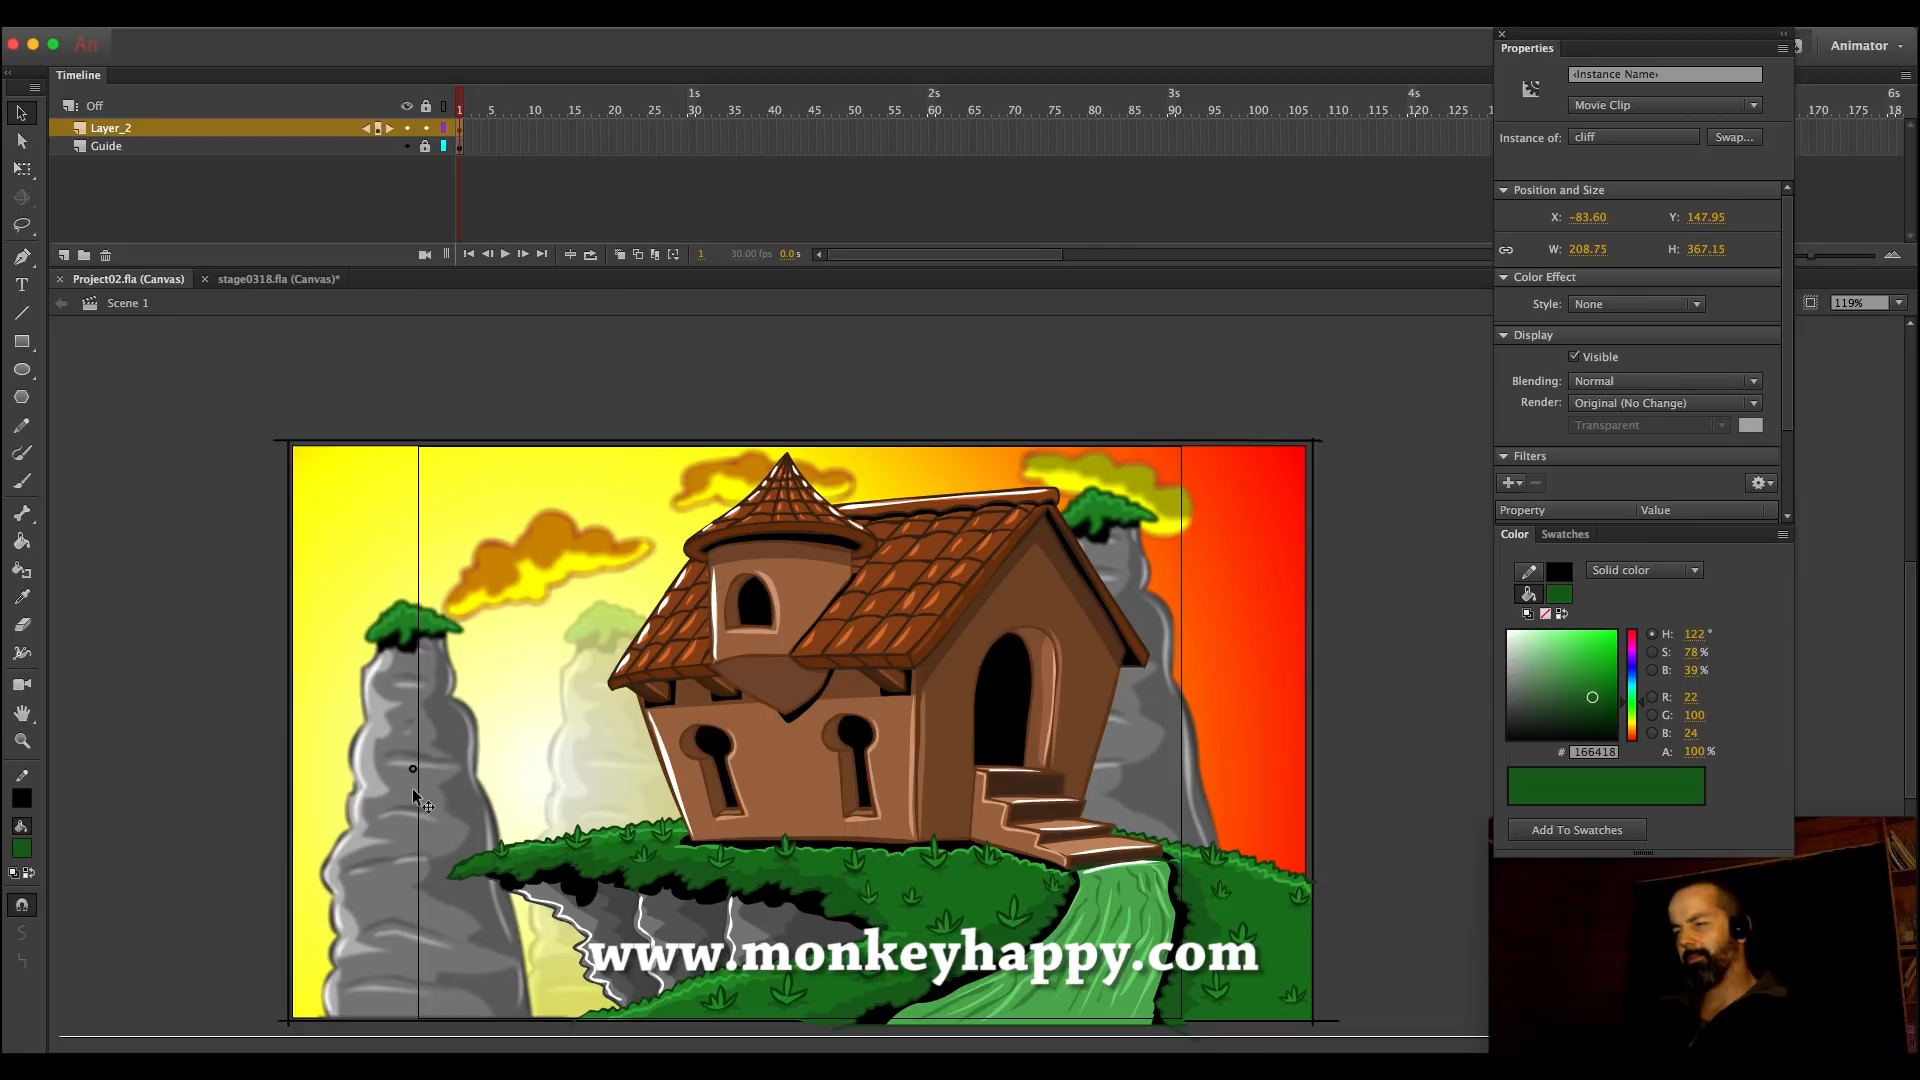 An
Animator
Timeline
Off
1s 2s 3s 4s 6s
1 5 10 15 20 25 30 35 40 45 50 55 60 65 70 75 80 85 90 95 100 105 110 115 120 125 170 175 18
Layer_2
Guide
1 30.00 fps 0.0 s
Project02.fla (Canvas) stage0318.fla (Canvas)*
Scene 1
119%
www.monkeyhappy.com
Properties
<Instance Name>
Movie Clip
Instance of: cliff Swap...
Position and Size
X: -83.60 Y: 147.95
W: 208.75 H: 367.15
Color Effect
Style: None
Display
Visible
Blending: Normal
Render: Original (No Change)
Transparent
Filters
Property Value
Color Swatches
Solid color
H: 122 °
S: 78 %
B: 39 %
R: 22
G: 100
B: 24
# 166418 A: 100 %
Add To Swatches